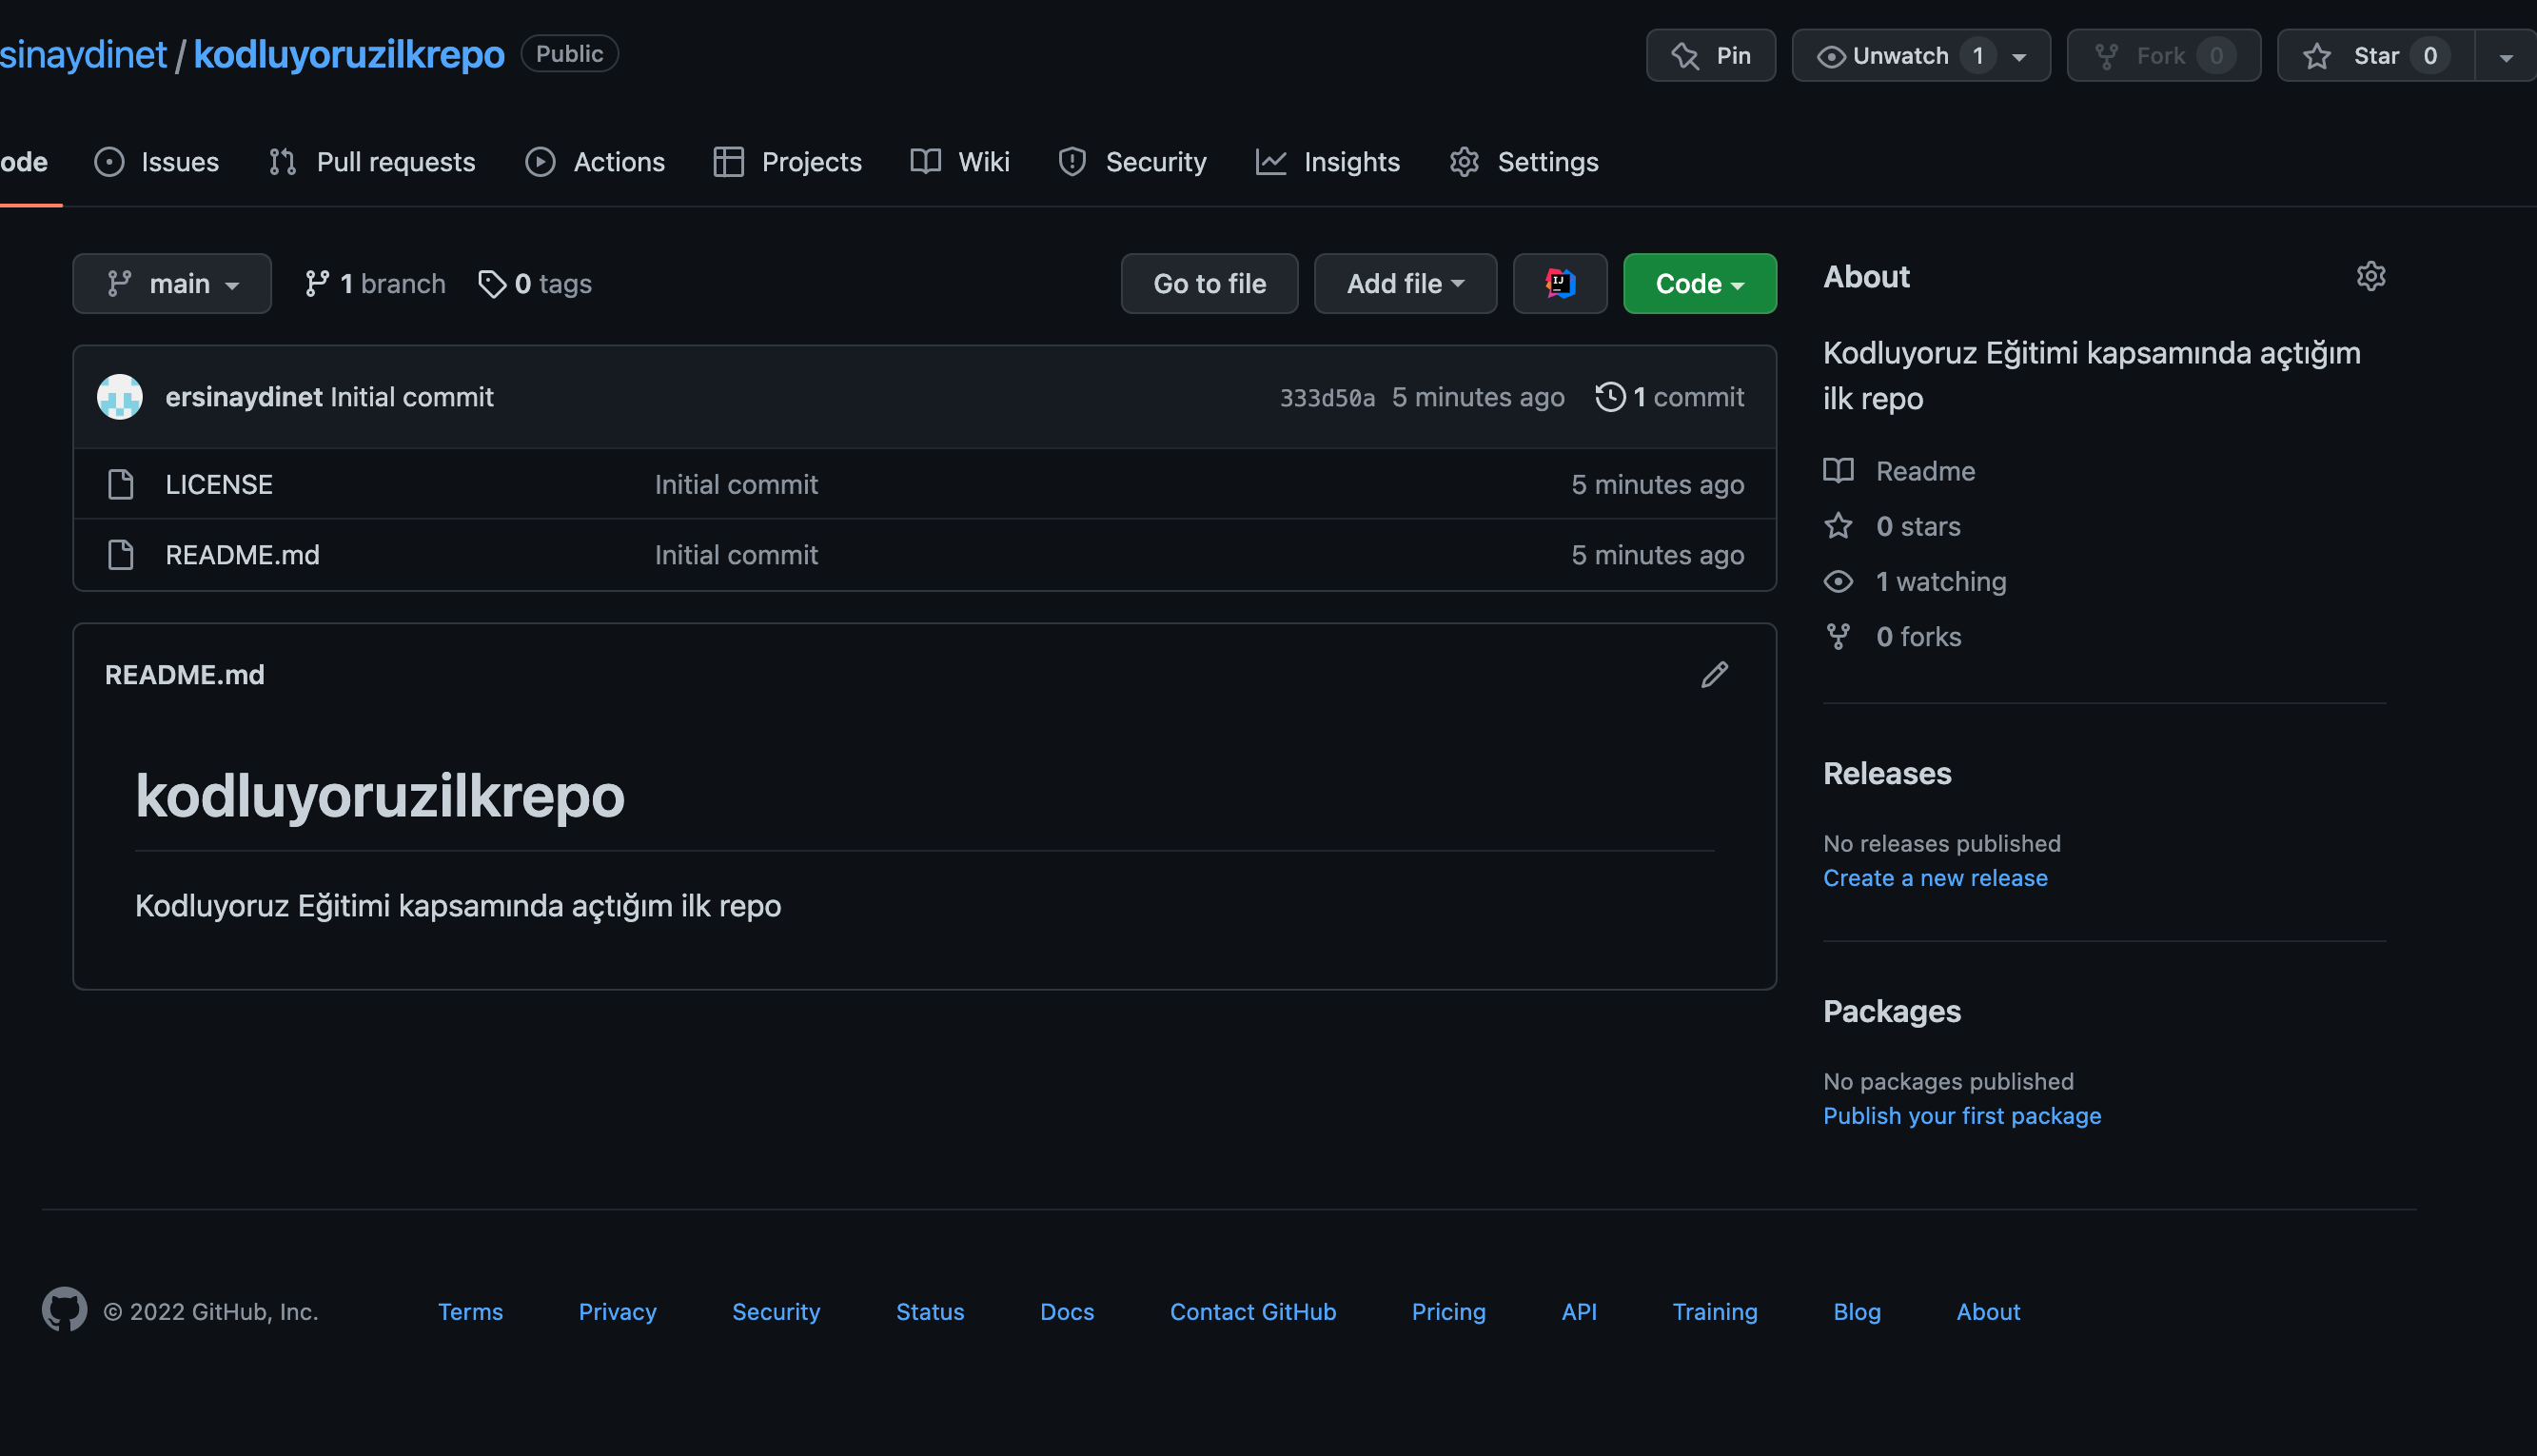 sinaydinet / kodluyoruzilkrepo Public
Pin Unwatch 1 Fork 0 Star 0
ode Issues Pull requests Actions Projects Wiki Security Insights Settings
main 1 branch 0 tags Go to file Add file Code
ersinaydinet Initial commit 333d50a 5 minutes ago 1 commit
LICENSE Initial commit 5 minutes ago
README.md Initial commit 5 minutes ago
README.md
kodluyoruzilkrepo
Kodluyoruz Eğitimi kapsamında açtığım ilk repo
About
Kodluyoruz Eğitimi kapsamında açtığım
ilk repo
Readme
0 stars
1 watching
0 forks
Releases
No releases published
Create a new release
Packages
No packages published
Publish your first package
© 2022 GitHub, Inc. Terms Privacy Security Status Docs Contact GitHub Pricing API Training Blog About